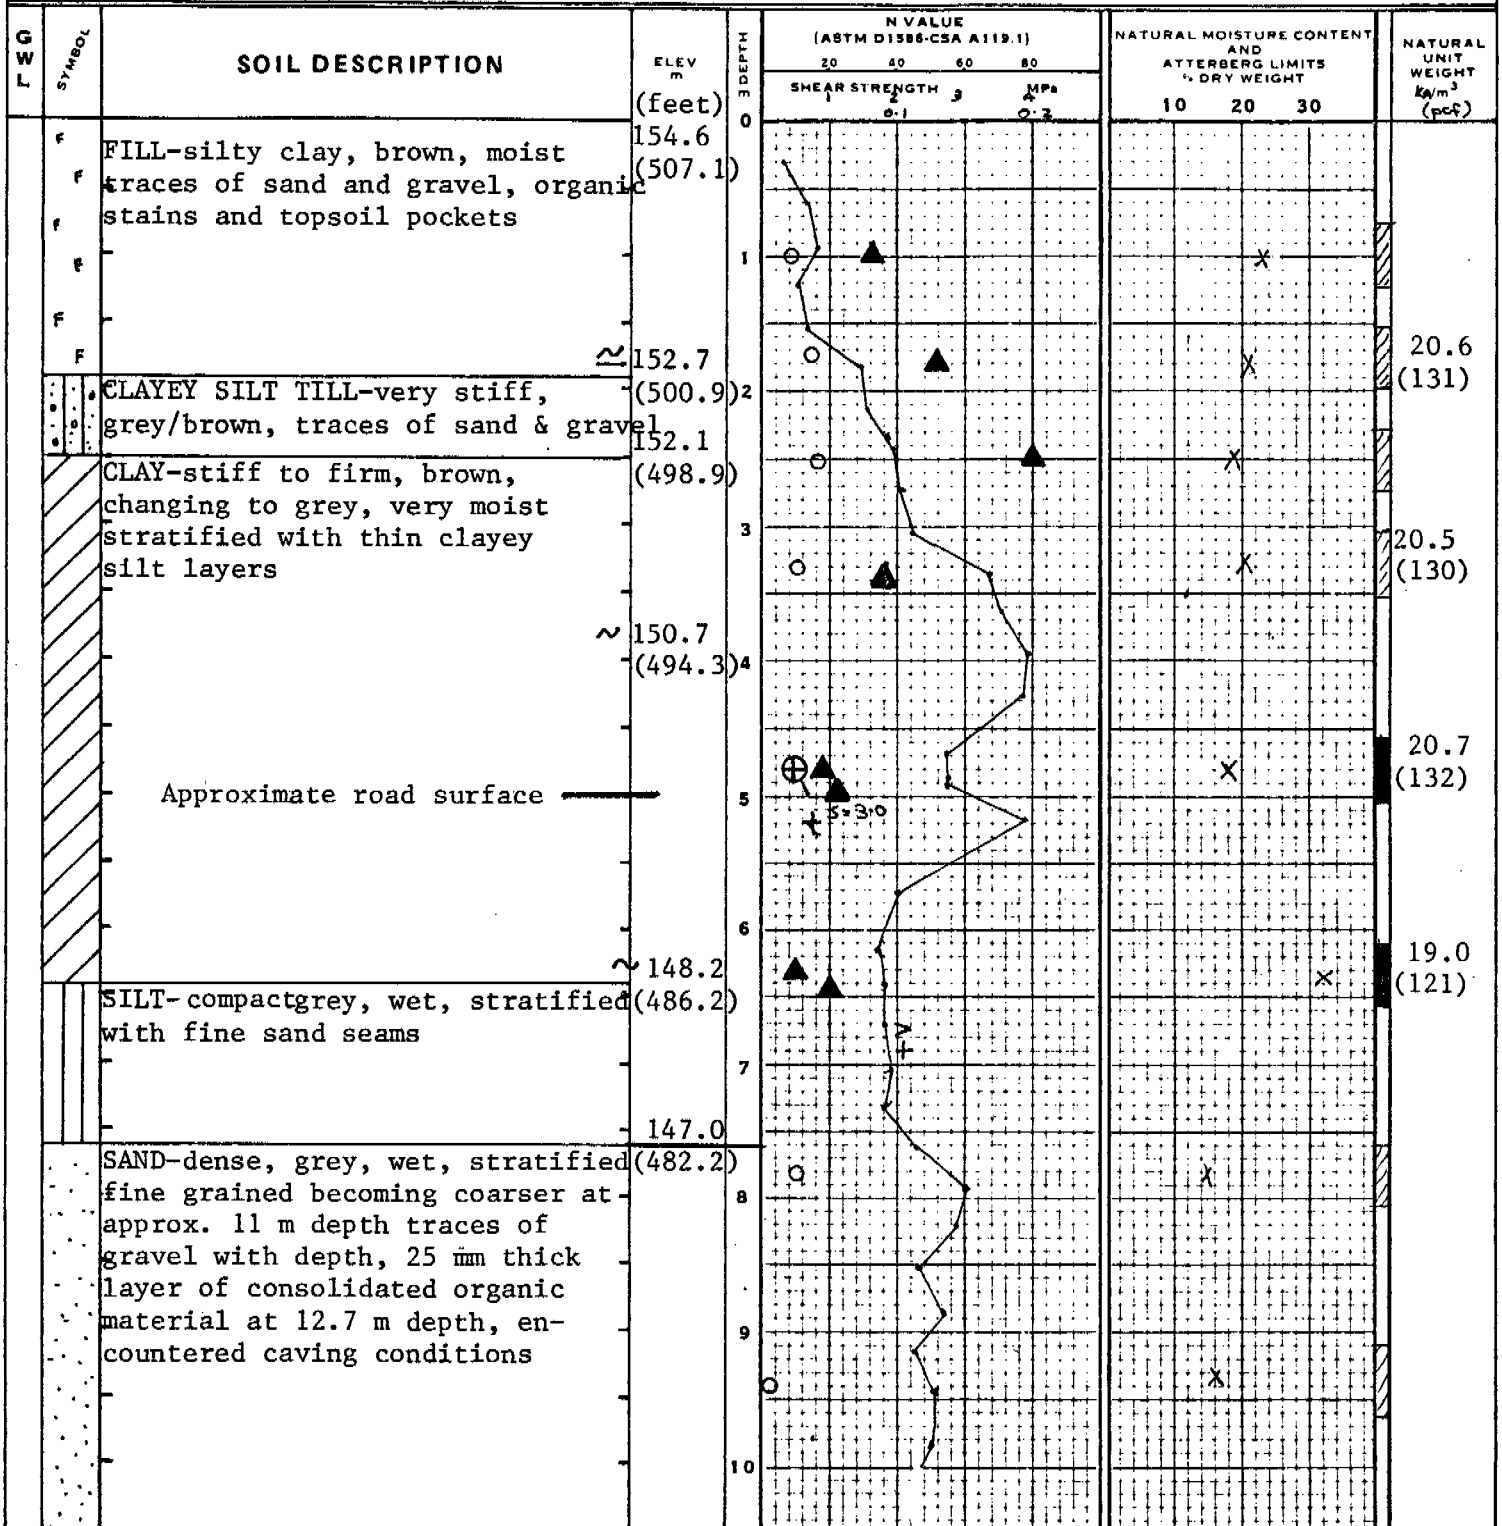 G
W
L
SYMBOL
SOIL DESCRIPTION
ELEV
m
(feet)
DEPTH
m
N VALUE
(ASTM D1586-CSA A119.1)
20 40 60 80
SHEAR STRENGTH MPa
1 2 3 4
0.1 0.2
NATURAL MOISTURE CONTENT
AND
ATTERBERG LIMITS
% DRY WEIGHT
10 20 30
NATURAL
UNIT
WEIGHT
kN/m³
(pcf)
0
F
F
F
F
F
F
FILL-silty clay, brown, moist
traces of sand and gravel, organic
stains and topsoil pockets
154.6
(507.1)
1
≃ 152.7
(500.9)
20.6
(131)
CLAYEY SILT TILL-very stiff,
grey/brown, traces of sand & gravel
2
152.1
(498.9)
CLAY-stiff to firm, brown,
changing to grey, very moist
stratified with thin clayey
silt layers
3
20.5
(130)
~ 150.7
(494.3)
4
20.7
(132)
Approximate road surface
5
S=3.0
6
19.0
(121)
~ 148.2
(486.2)
SILT-compactgrey, wet, stratified
with fine sand seams
7
147.0
(482.2)
SAND-dense, grey, wet, stratified
fine grained becoming coarser at
approx. 11 m depth traces of
gravel with depth, 25 mm thick
layer of consolidated organic
material at 12.7 m depth, en-
countered caving conditions
8
9
10